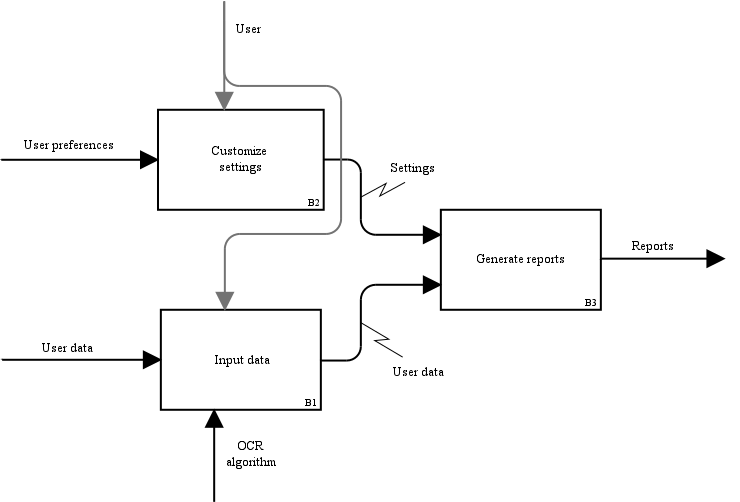 User
User preferences
Customize
settings
B2
Settings
Generate reports
B3
Reports
User data
Input data
B1
User data
OCR
algorithm